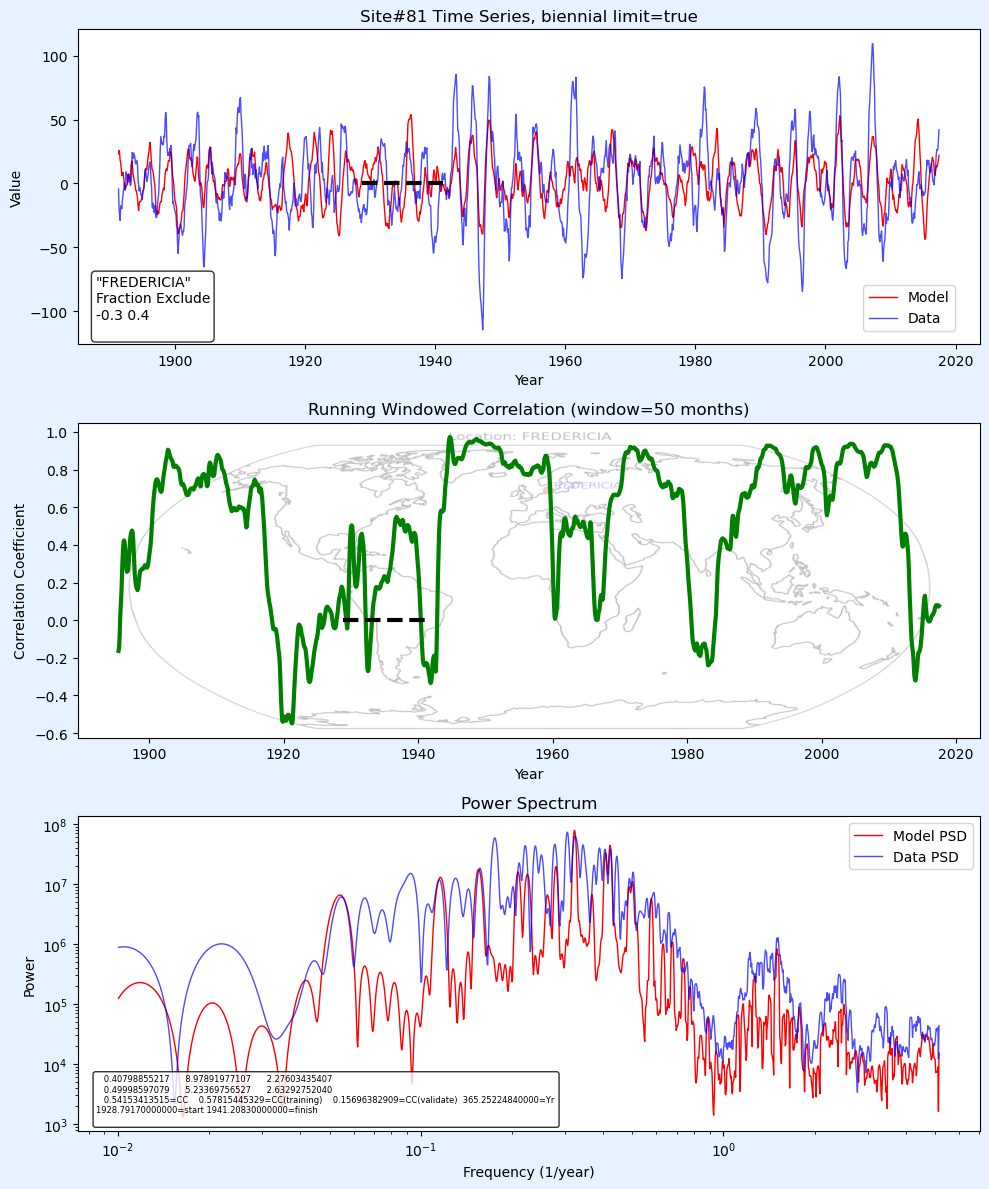 Site#81 Time Series, biennial limit=true
Value
100
50
0
−50
−100
"FREDERICIA"
Fraction Exclude
-0.3 0.4
Model
Data
1900
1920
1940
1960
1980
2000
2020
Year
Running Windowed Correlation (window=50 months)
Location: FREDERICIA
FREDERICIA
Correlation Coefficient
1.0
0.8
0.6
0.4
0.2
0.0
−0.2
−0.4
−0.6
1900
1920
1940
1960
1980
2000
2020
Year
Power Spectrum
Model PSD
Data PSD
Power
10^8
10^7
10^6
10^5
10^4
10^3
0.40798855217 8.97891977107 2.27603435407
0.49998597079 5.23369756527 2.63292752040
0.54153413515=CC 0.57815445329=CC(training) 0.15696382909=CC(validate) 365.25224840000=Yr
1928.79170000000=start 1941.20830000000=finish
10^−2
10^−1
10^0
Frequency (1/year)